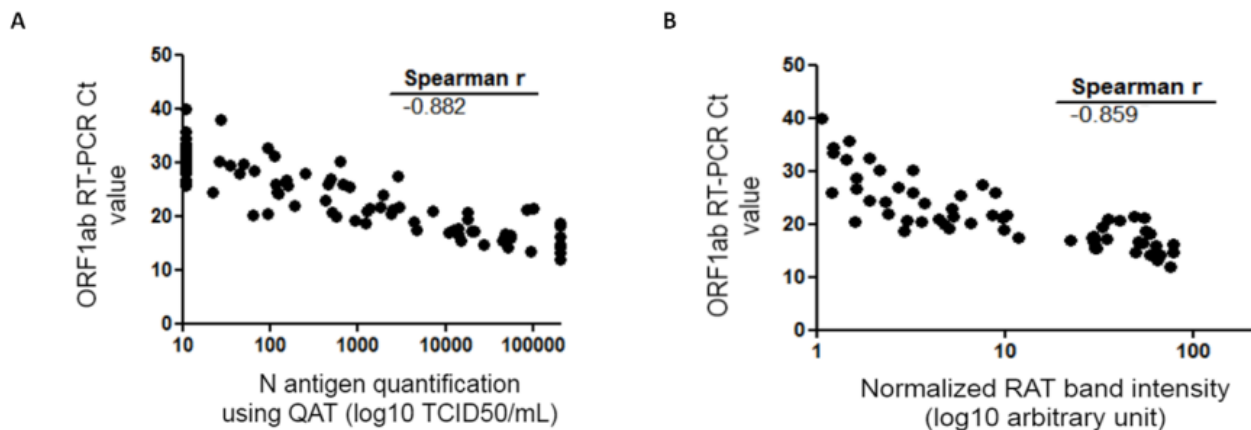 A
50
40
30
20
10
0
ORF1ab RT-PCR Ct
value
Spearman r
-0.882
10 100 1000 10000 100000
N antigen quantification
using QAT (log10 TCID50/mL)
B
50
40
30
20
10
0
ORF1ab RT-PCR Ct
value
Spearman r
-0.859
1 10 100
Normalized RAT band intensity
(log10 arbitrary unit)